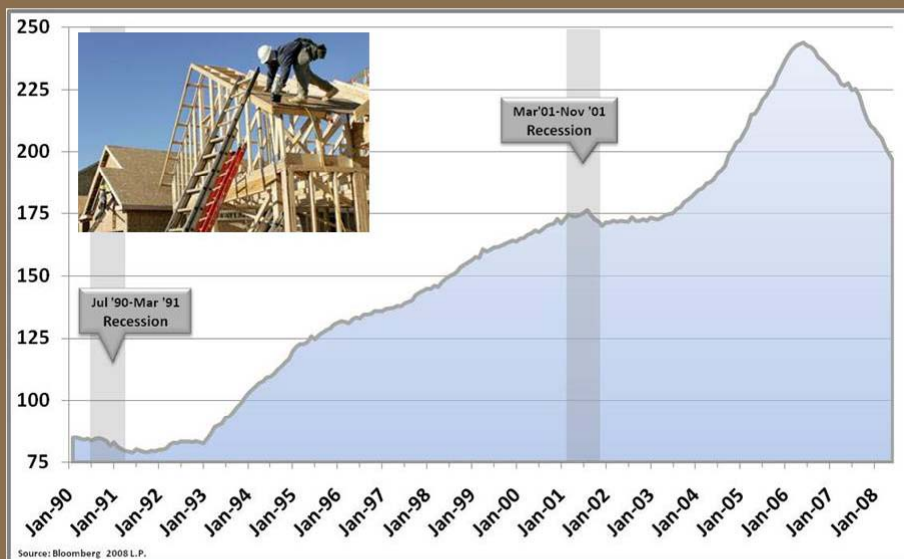 250
225
200
175
150
125
100
75
Mar'01-Nov '01
Recession
Jul '90-Mar '91
Recession
Jan-90
Jan-91
Jan-92
Jan-93
Jan-94
Jan-95
Jan-96
Jan-97
Jan-98
Jan-99
Jan-00
Jan-01
Jan-02
Jan-03
Jan-04
Jan-05
Jan-06
Jan-07
Jan-08
Source: Bloomberg 2008 L.P.